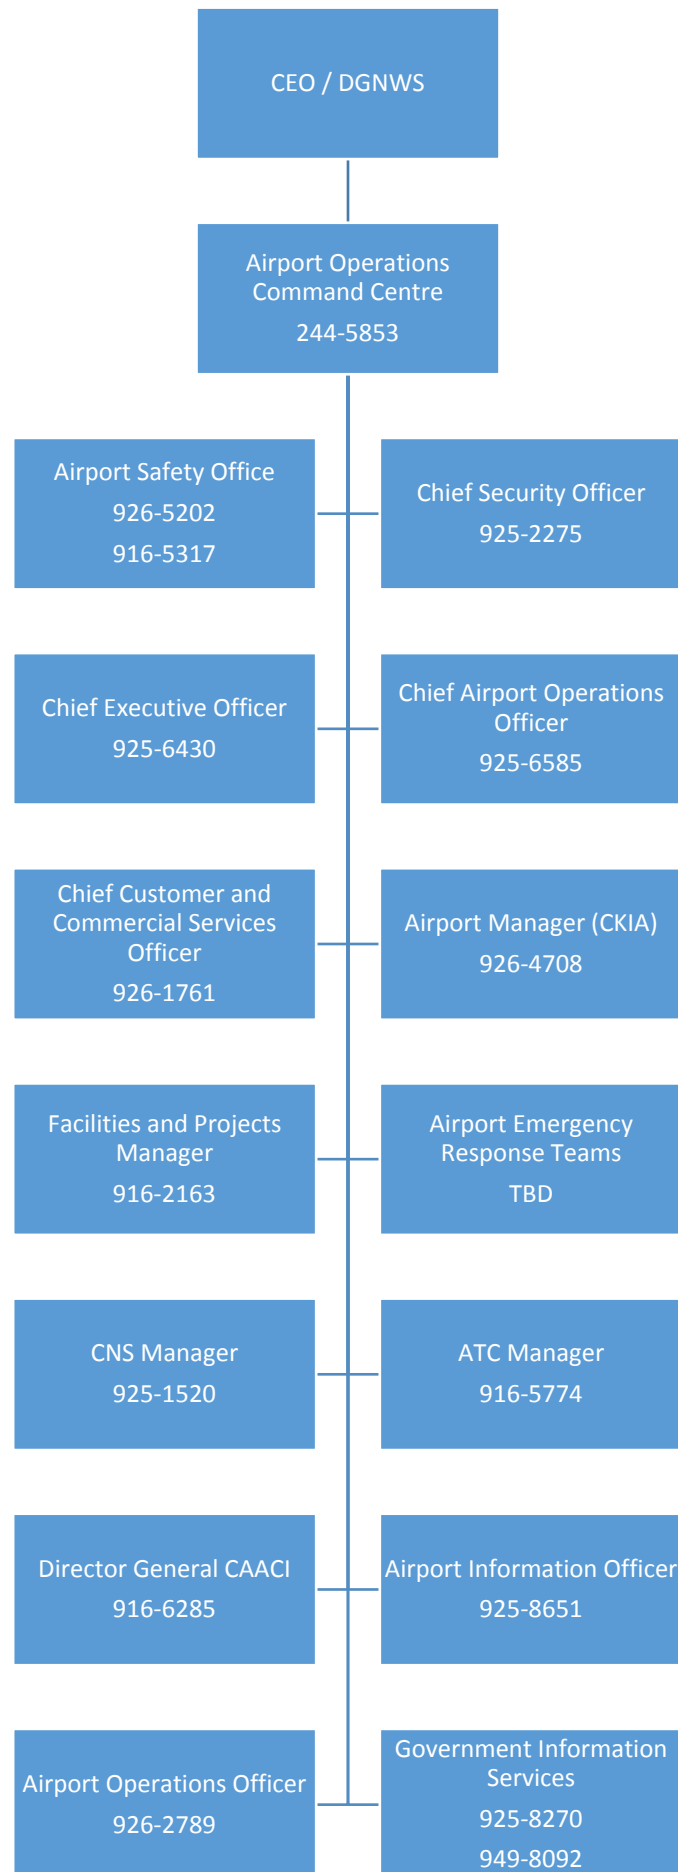 CEO / DGNWS
Airport Operations
Command Centre
244-5853
Airport Safety Office
926-5202
916-5317
Chief Security Officer
925-2275
Chief Executive Officer
925-6430
Chief Airport Operations
Officer
925-6585
Chief Customer and
Commercial Services
Officer
926-1761
Airport Manager (CKIA)
926-4708
Facilities and Projects
Manager
916-2163
Airport Emergency
Response Teams
TBD
CNS Manager
925-1520
ATC Manager
916-5774
Director General CAACI
916-6285
Airport Information Officer
925-8651
Airport Operations Officer
926-2789
Government Information
Services
925-8270
949-8092